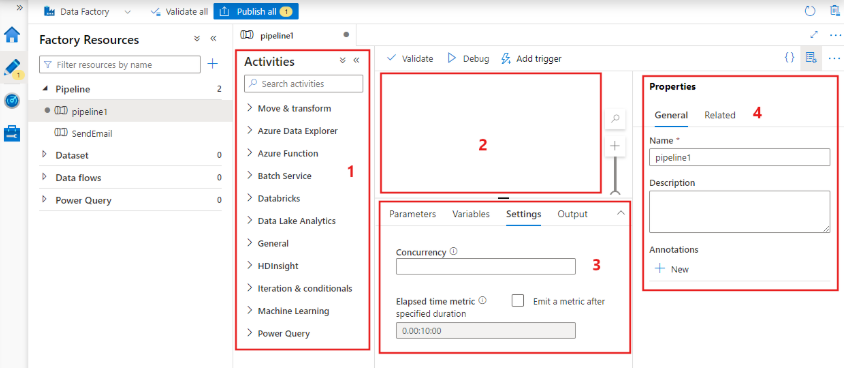 Data Factory
Validate all
Publish all 1
1
Factory Resources
Filter resources by name
Pipeline 2
pipeline1
SendEmail
Dataset 0
Data flows 0
Power Query 0
pipeline1
Activities
Search activities
Move & transform
Azure Data Explorer
Azure Function
Batch Service
Databricks
Data Lake Analytics
General
HDInsight
Iteration & conditionals
Machine Learning
Power Query
1
Validate
Debug
Add trigger
2
Parameters Variables Settings Output
Concurrency
3
Elapsed time metric
Emit a metric after
specified duration
0.00:10:00
Properties
General Related
4
Name *
pipeline1
Description
Annotations
New